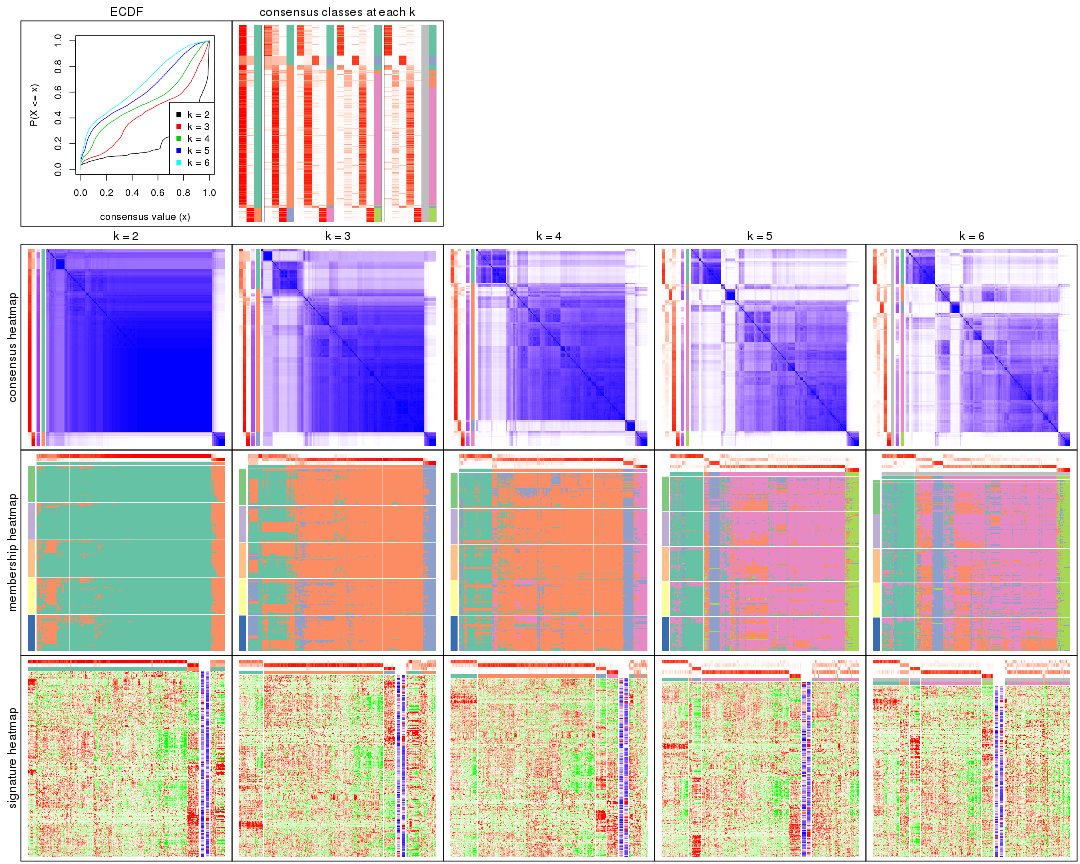 ECDF
consensus classes at each k
P(X <= x)
0.0 0.2 0.4 0.6 0.8 1.0
k = 2
k = 3
k = 4
k = 5
k = 6
0.0 0.2 0.4 0.6 0.8 1.0
consensus value (x)
k = 2
k = 3
k = 4
k = 5
k = 6
consensus heatmap
membership heatmap
signature heatmap